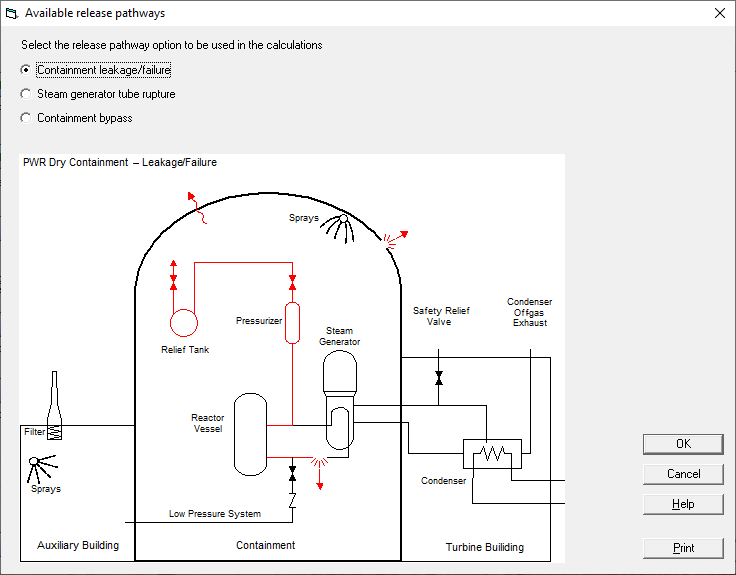 Available release pathways
Select the release pathway option to be used in the calculations
Containment leakage/failure
Steam generator tube rupture
Containment bypass
PWR Dry Containment – Leakage/Failure
Sprays
Pressurizer
Relief Tank
Steam
Generator
Safety Relief
Valve
Condenser
Offgas
Exhaust
Filter
Sprays
Reactor
Vessel
Condenser
Low Pressure System
Auxiliary Building
Containment
Turbine Builiding
OK
Cancel
Help
Print